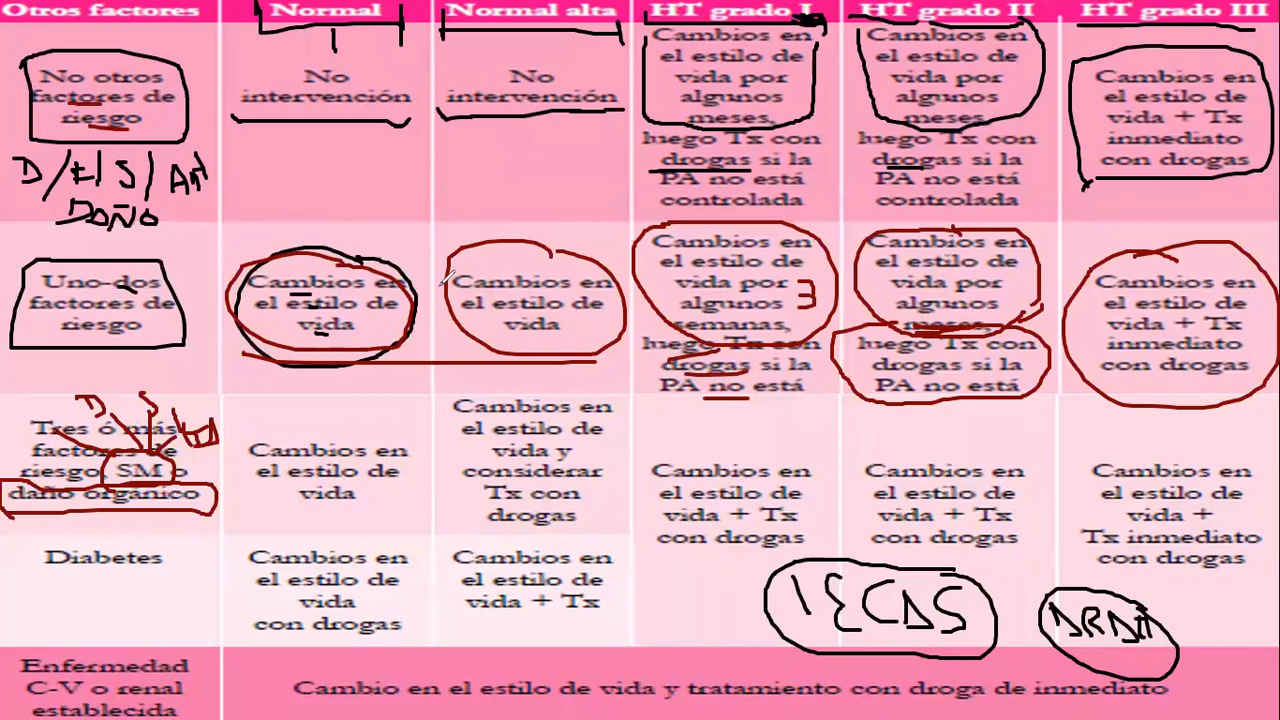 Otros factores
Normal
Normal alta
HT grado I
HT grado II
HT grado III
No otros
factores de
riesgo
No
intervención
No
intervención
Cambios en
el estilo de
vida por
algunos
meses,
luego Tx con
drogas si la
PA no está
controlada
Cambios en
el estilo de
vida por
algunos
meses,
luego Tx con
drogas si la
PA no está
controlada
Cambios en
el estilo de
vida + Tx
inmediato
con drogas
DAÑO
Uno-dos
factores de
riesgo
Cambios en
el estilo de
vida
Cambios en
el estilo de
vida
Cambios en
el estilo de
vida por
algunos 3
semanas,
luego Tx con
drogas si la
PA no está
Cambios en
el estilo de
vida por
algunos
meses,
luego Tx con
drogas si la
PA no está
Cambios en
el estilo de
vida + Tx
inmediato
con drogas
Tres ó más
factores de
riesgo, SM o
daño orgánico
Cambios en
el estilo de
vida
Cambios en
el estilo de
vida y
considerar
Tx con
drogas
Cambios en
el estilo de
vida + Tx
con drogas
Cambios en
el estilo de
vida + Tx
con drogas
Cambios en
el estilo de
vida +
Tx inmediato
con drogas
Diabetes
Cambios en
el estilo de
vida
con drogas
Cambios en
el estilo de
vida + Tx
IECAS
ARAII
Enfermedad
C-V o renal
establecida
Cambio en el estilo de vida y tratamiento con droga de inmediato